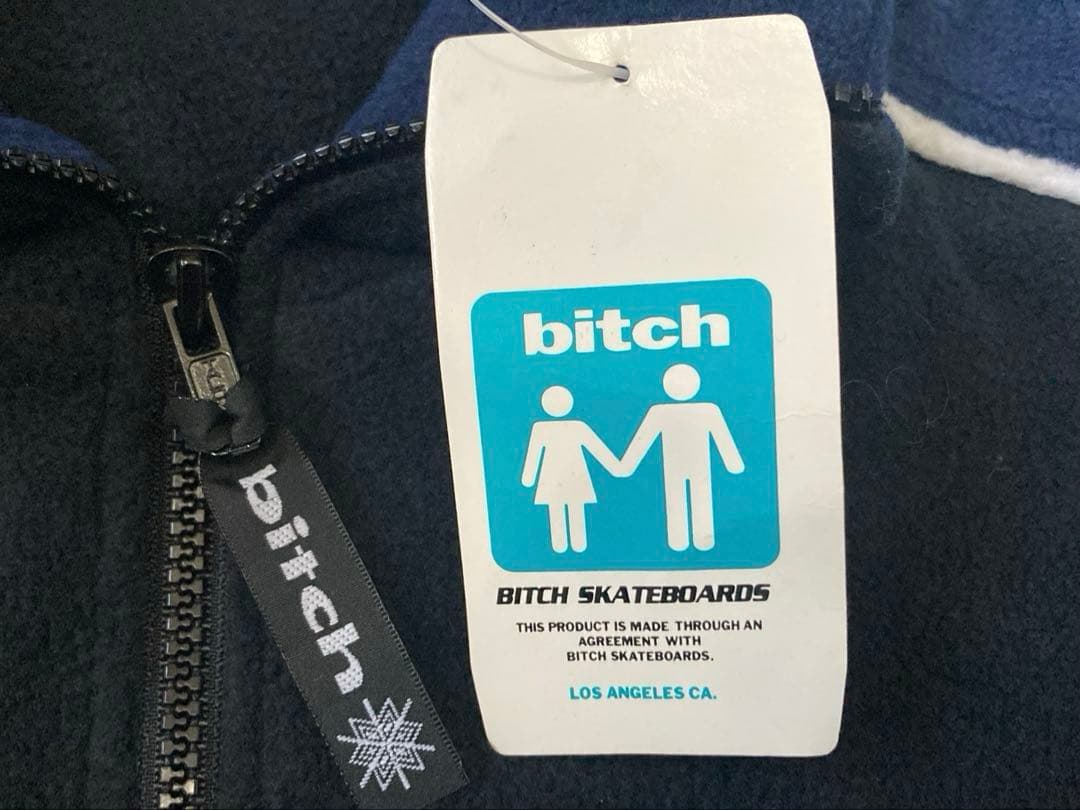 bitch
BITCH SKATEBOARDS
THIS PRODUCT IS MADE THROUGH AN
AGREEMENT WITH
BITCH SKATEBOARDS.
LOS ANGELES CA.
bitch